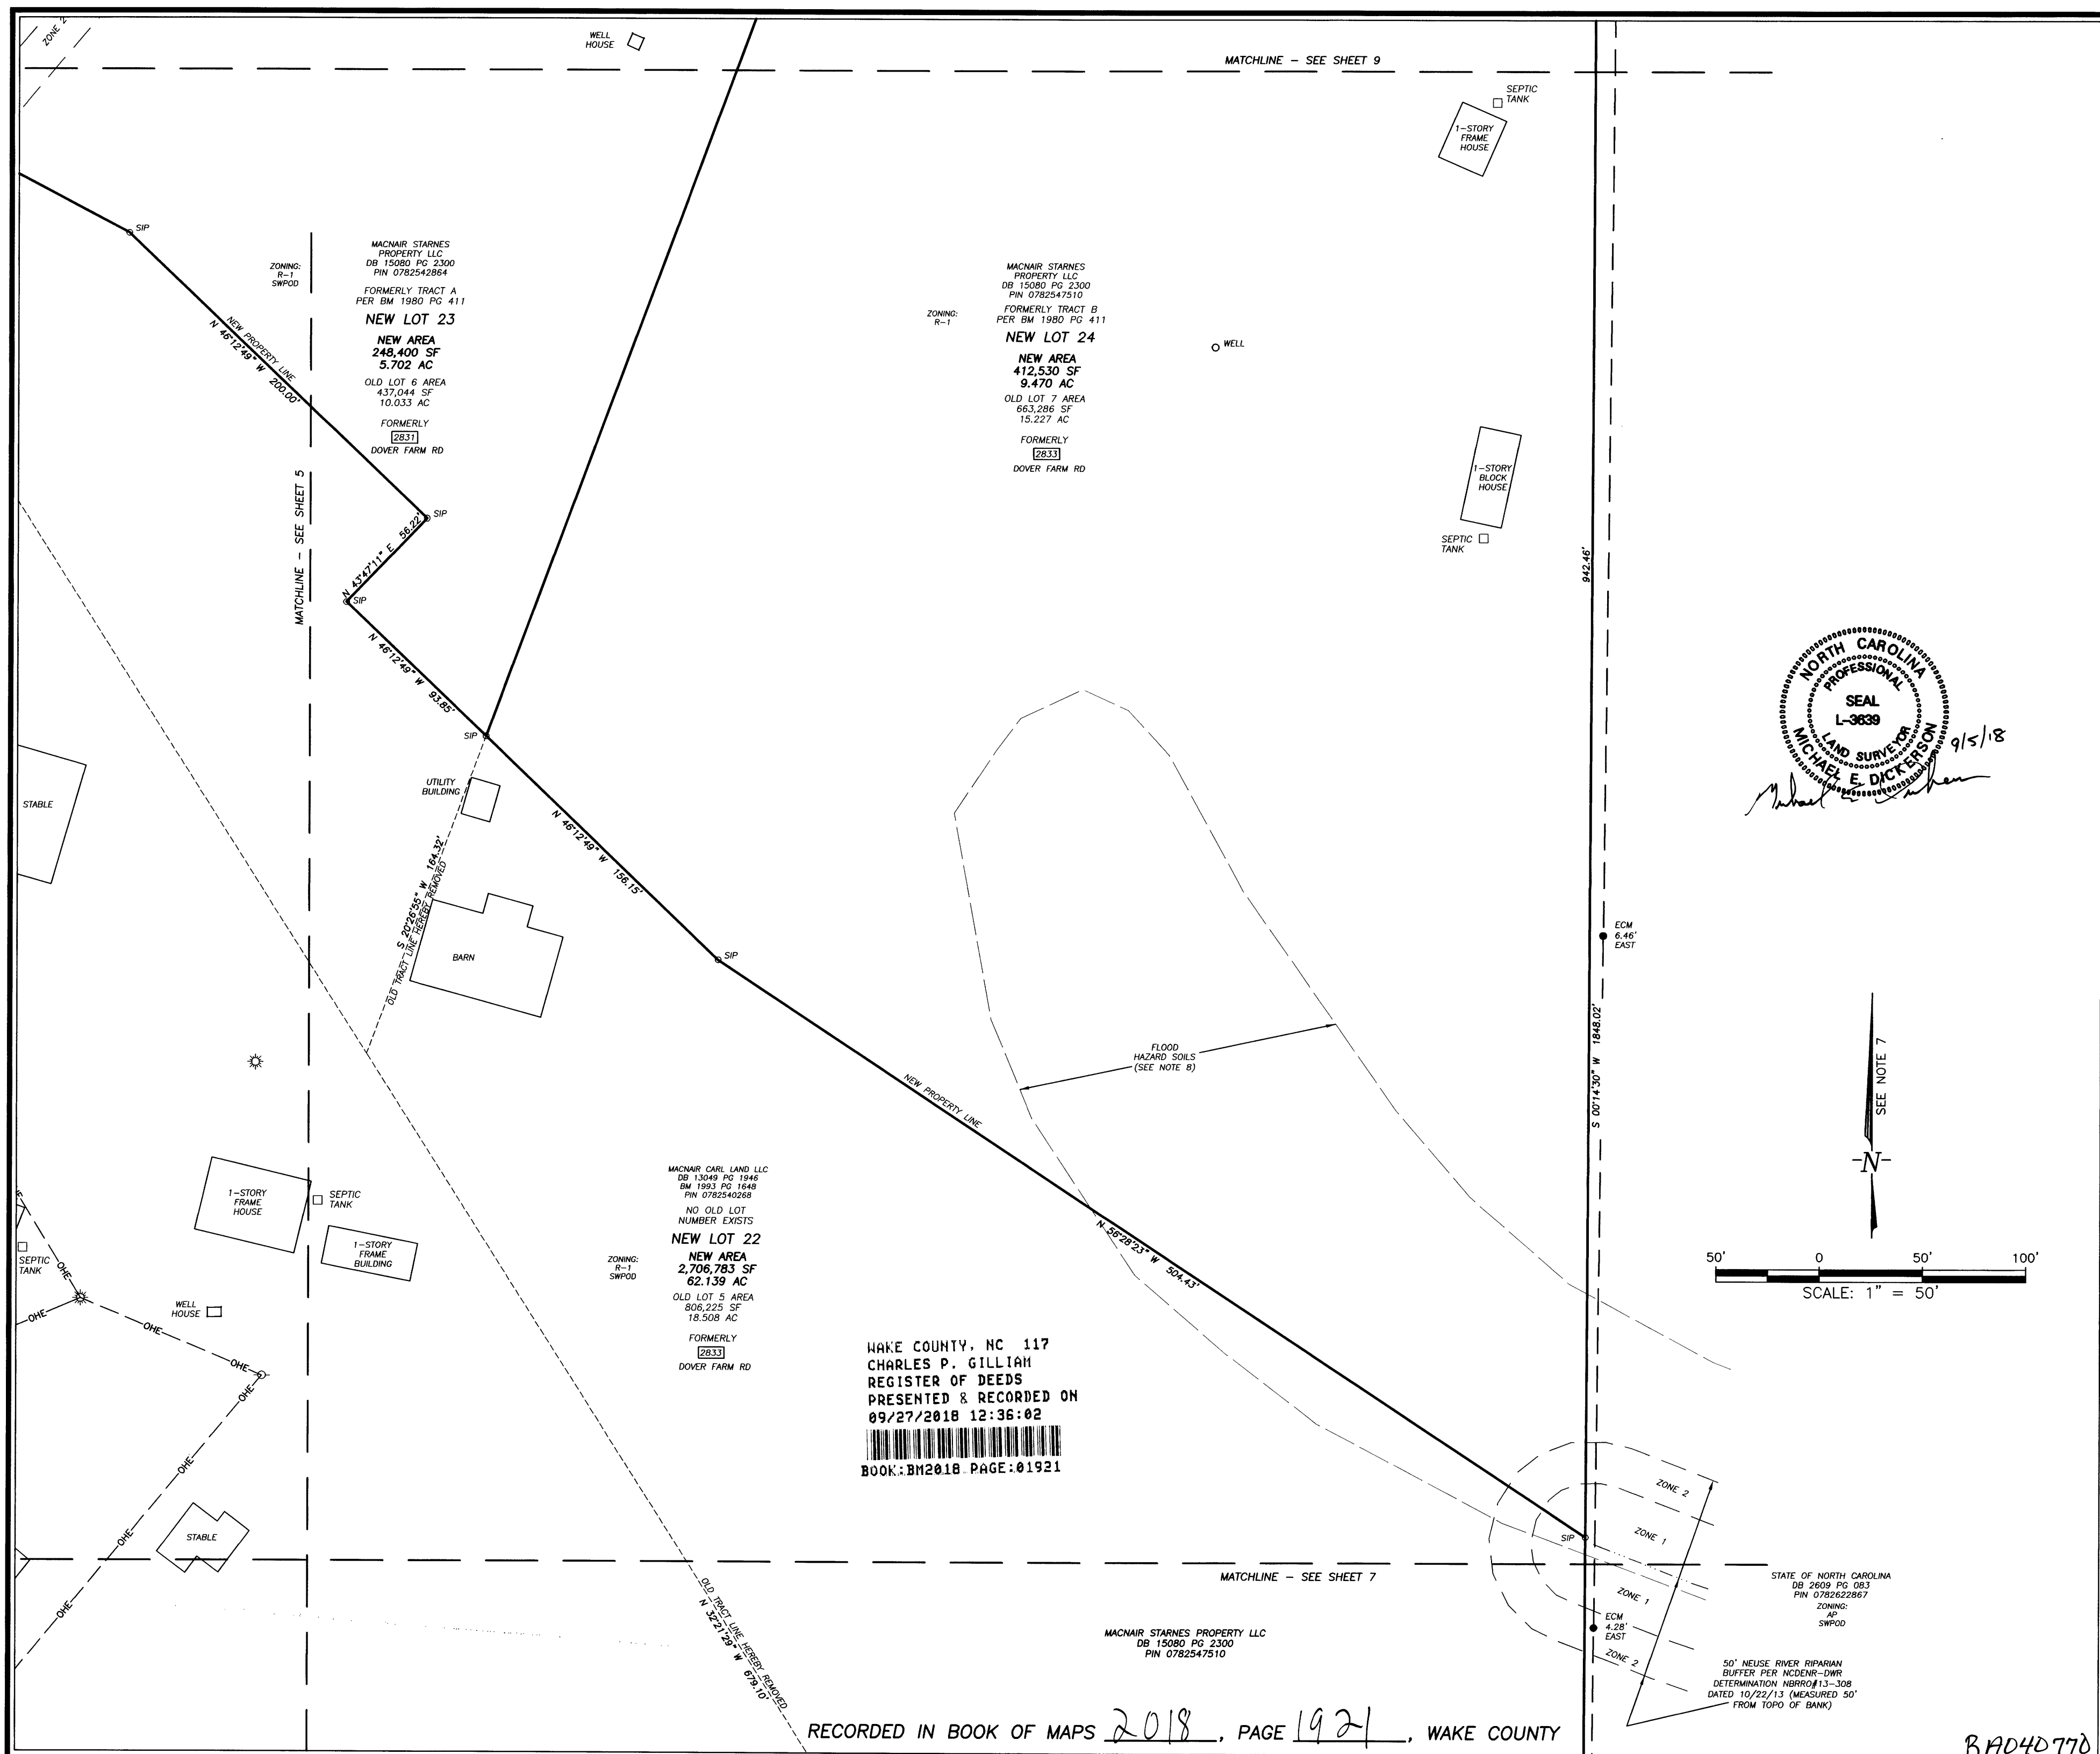 ZONE 2
WELL
HOUSE
MATCHLINE - SEE SHEET 9
SEPTIC
TANK
1-STORY
FRAME
HOUSE
SIP
ZONING:
R-1
SWPOD
MACNAIR STARNES
PROPERTY LLC
DB 15080 PG 2300
PIN 0782542864
FORMERLY TRACT A
PER BM 1980 PG 411
NEW LOT 23
NEW AREA
248,400 SF
5.702 AC
OLD LOT 6 AREA
437,044 SF
10.033 AC
FORMERLY
2831
DOVER FARM RD
NEW PROPERTY LINE
N 46°12'49" W 200.00'
ZONING:
R-1
MACNAIR STARNES
PROPERTY LLC
DB 15080 PG 2300
PIN 0782547510
FORMERLY TRACT B
PER BM 1980 PG 411
NEW LOT 24
NEW AREA
412,530 SF
9.470 AC
OLD LOT 7 AREA
663,286 SF
15.227 AC
FORMERLY
2833
DOVER FARM RD
WELL
1-STORY
BLOCK
HOUSE
SEPTIC
TANK
942.46'
MATCHLINE - SEE SHEET 5
SIP
N 43°47'11" E 56.22'
SIP
N 46°12'49" W 93.85'
SIP
NORTH CAROLINA
PROFESSIONAL
SEAL
L-3639
LAND SURVEYOR
MICHAEL E. DICKERSON
9/5/18
UTILITY
BUILDING
STABLE
N 46°12'49" W 156.15'
S 20°26'55" W 164.32'
OLD TRACT LINE HEREBY REMOVED
BARN
SIP
ECM
6.46'
EAST
S 00°14'30" W 1848.02'
FLOOD
HAZARD SOILS
(SEE NOTE 8)
NEW PROPERTY LINE
SEE NOTE 7
-N-
1-STORY
FRAME
HOUSE
SEPTIC
TANK
1-STORY
FRAME
BUILDING
SEPTIC
TANK
OHE
OHE
WELL
HOUSE
OHE
OHE
OHE
OHE
OHE
OHE
STABLE
ZONING:
R-1
SWPOD
MACNAIR CARL LAND LLC
DB 13049 PG 1946
BM 1993 PG 1648
PIN 0782540268
NO OLD LOT
NUMBER EXISTS
NEW LOT 22
NEW AREA
2,706,783 SF
62.139 AC
OLD LOT 5 AREA
806,225 SF
18.508 AC
FORMERLY
2833
DOVER FARM RD
N 56°28'23" W 504.43'
50' 0 50' 100'
SCALE: 1" = 50'
WAKE COUNTY, NC 117
CHARLES P. GILLIAM
REGISTER OF DEEDS
PRESENTED & RECORDED ON
09/27/2018 12:36:02
BOOK:BM2018 PAGE:01921
ZONE 2
ZONE 1
SIP
ZONE 1
ZONE 2
ECM
4.28'
EAST
MATCHLINE - SEE SHEET 7
STATE OF NORTH CAROLINA
DB 2609 PG 083
PIN 0782622867
ZONING:
AP
SWPOD
MACNAIR STARNES PROPERTY LLC
DB 15080 PG 2300
PIN 0782547510
OLD TRACT LINE HEREBY REMOVED
N 32°21'29" W 679.10'
50' NEUSE RIVER RIPARIAN
BUFFER PER NCDENR-DWR
DETERMINATION NBRRO#13-308
DATED 10/22/13 (MEASURED 50'
FROM TOPO OF BANK)
RECORDED IN BOOK OF MAPS 2018, PAGE 1921, WAKE COUNTY
BA040770